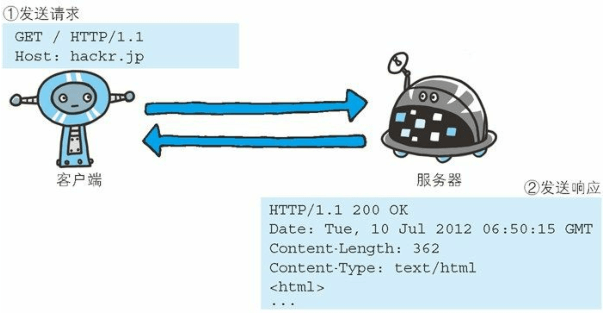 ①发送请求
GET / HTTP/1.1
Host: hackr.jp
客户端
服务器
②发送响应
HTTP/1.1 200 OK
Date: Tue, 10 Jul 2012 06:50:15 GMT
Content-Length: 362
Content-Type: text/html
<html>
...